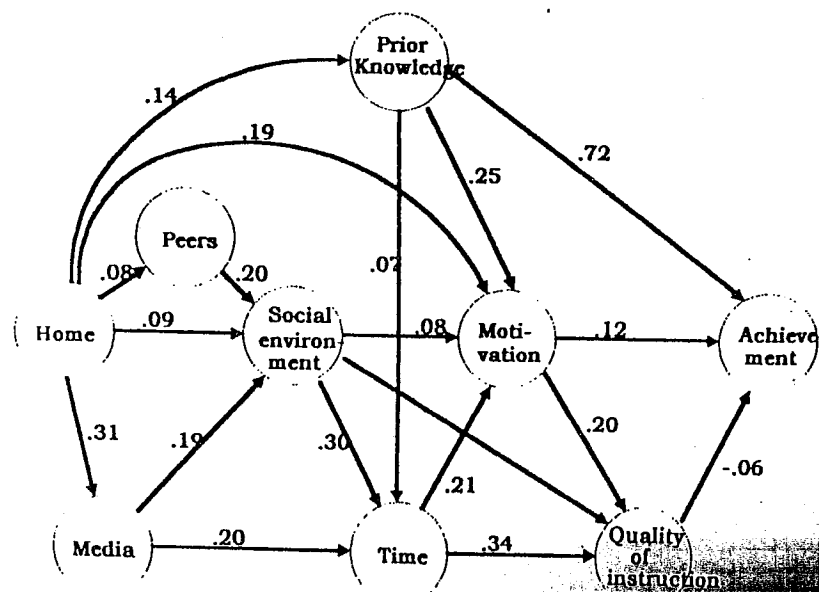 Prior
Knowledge
.14
.19
.72
.25
Peers
.08
.20
.07
Home
.09
Social
environ
ment
.08
Moti-
vation
.12
Achieve
ment
.31
.19
.30
.20
.21
-.06
Media
.20
Time
.34
Quality
of
instruction